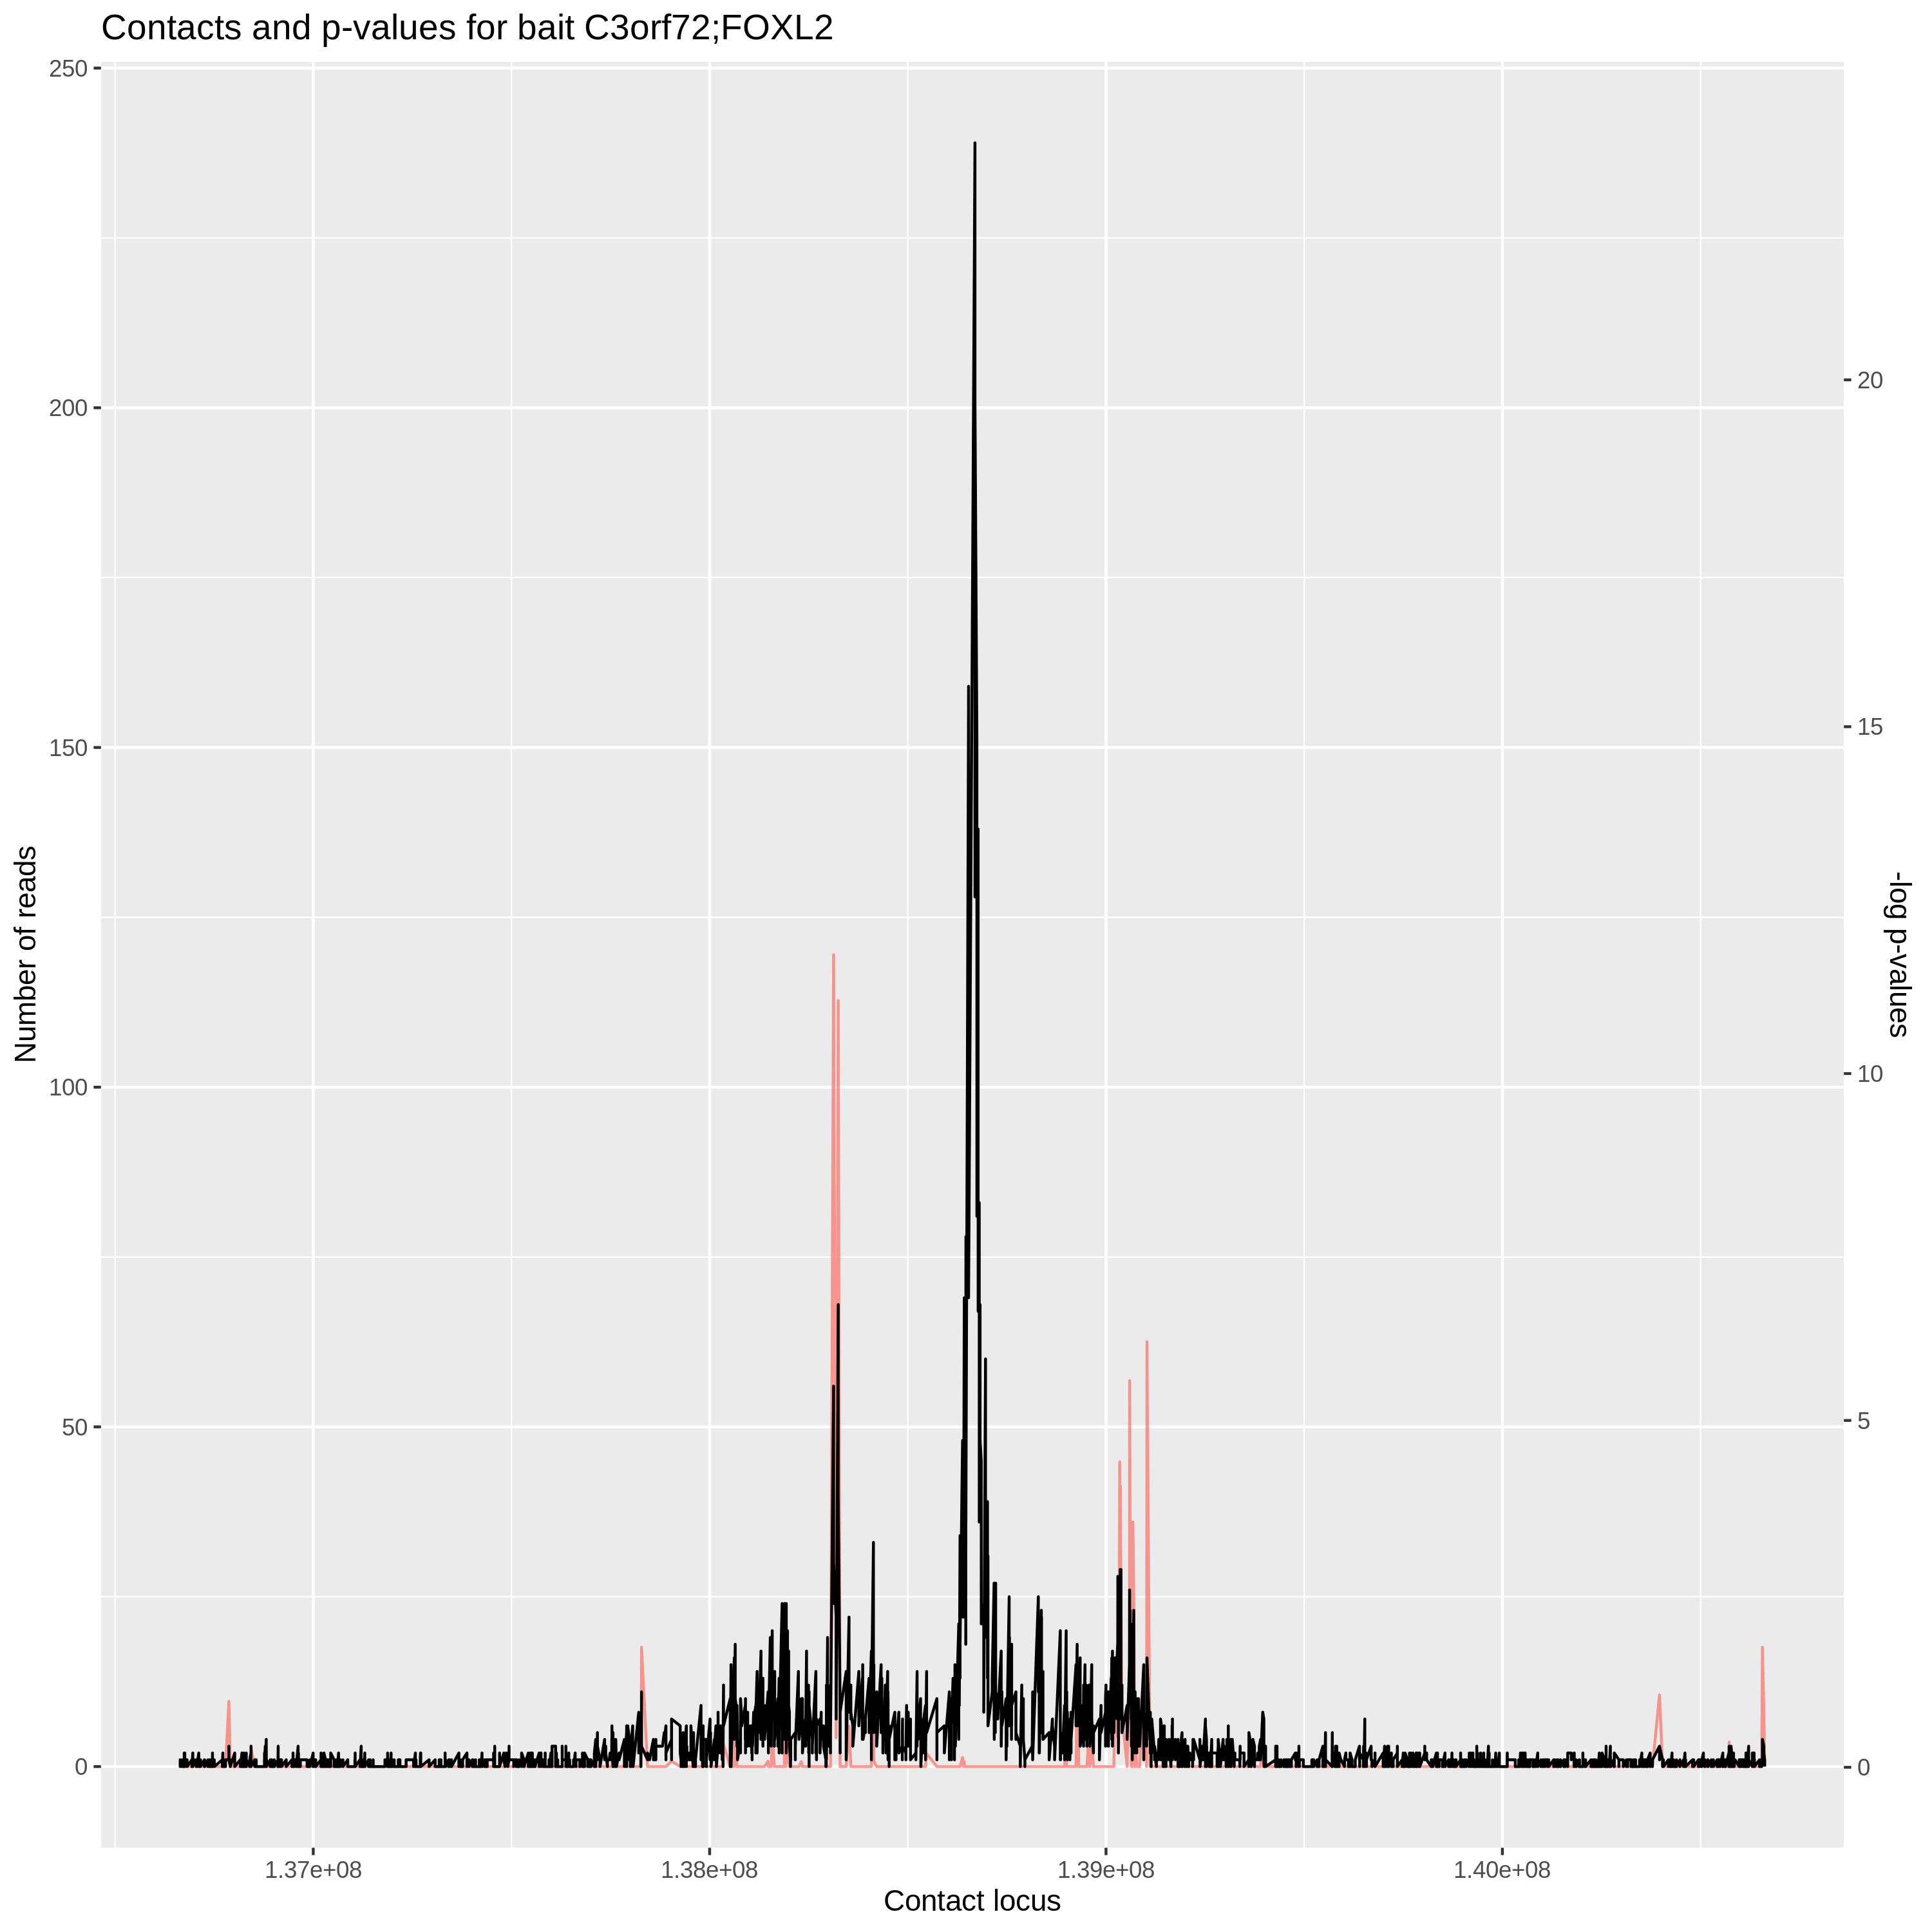 Contacts and p-values for bait C3orf72;FOXL2
250
200
150
100
50
0
Number of reads
20
15
10
5
0
-log p-values
1.37e+08
1.38e+08
1.39e+08
1.40e+08
Contact locus